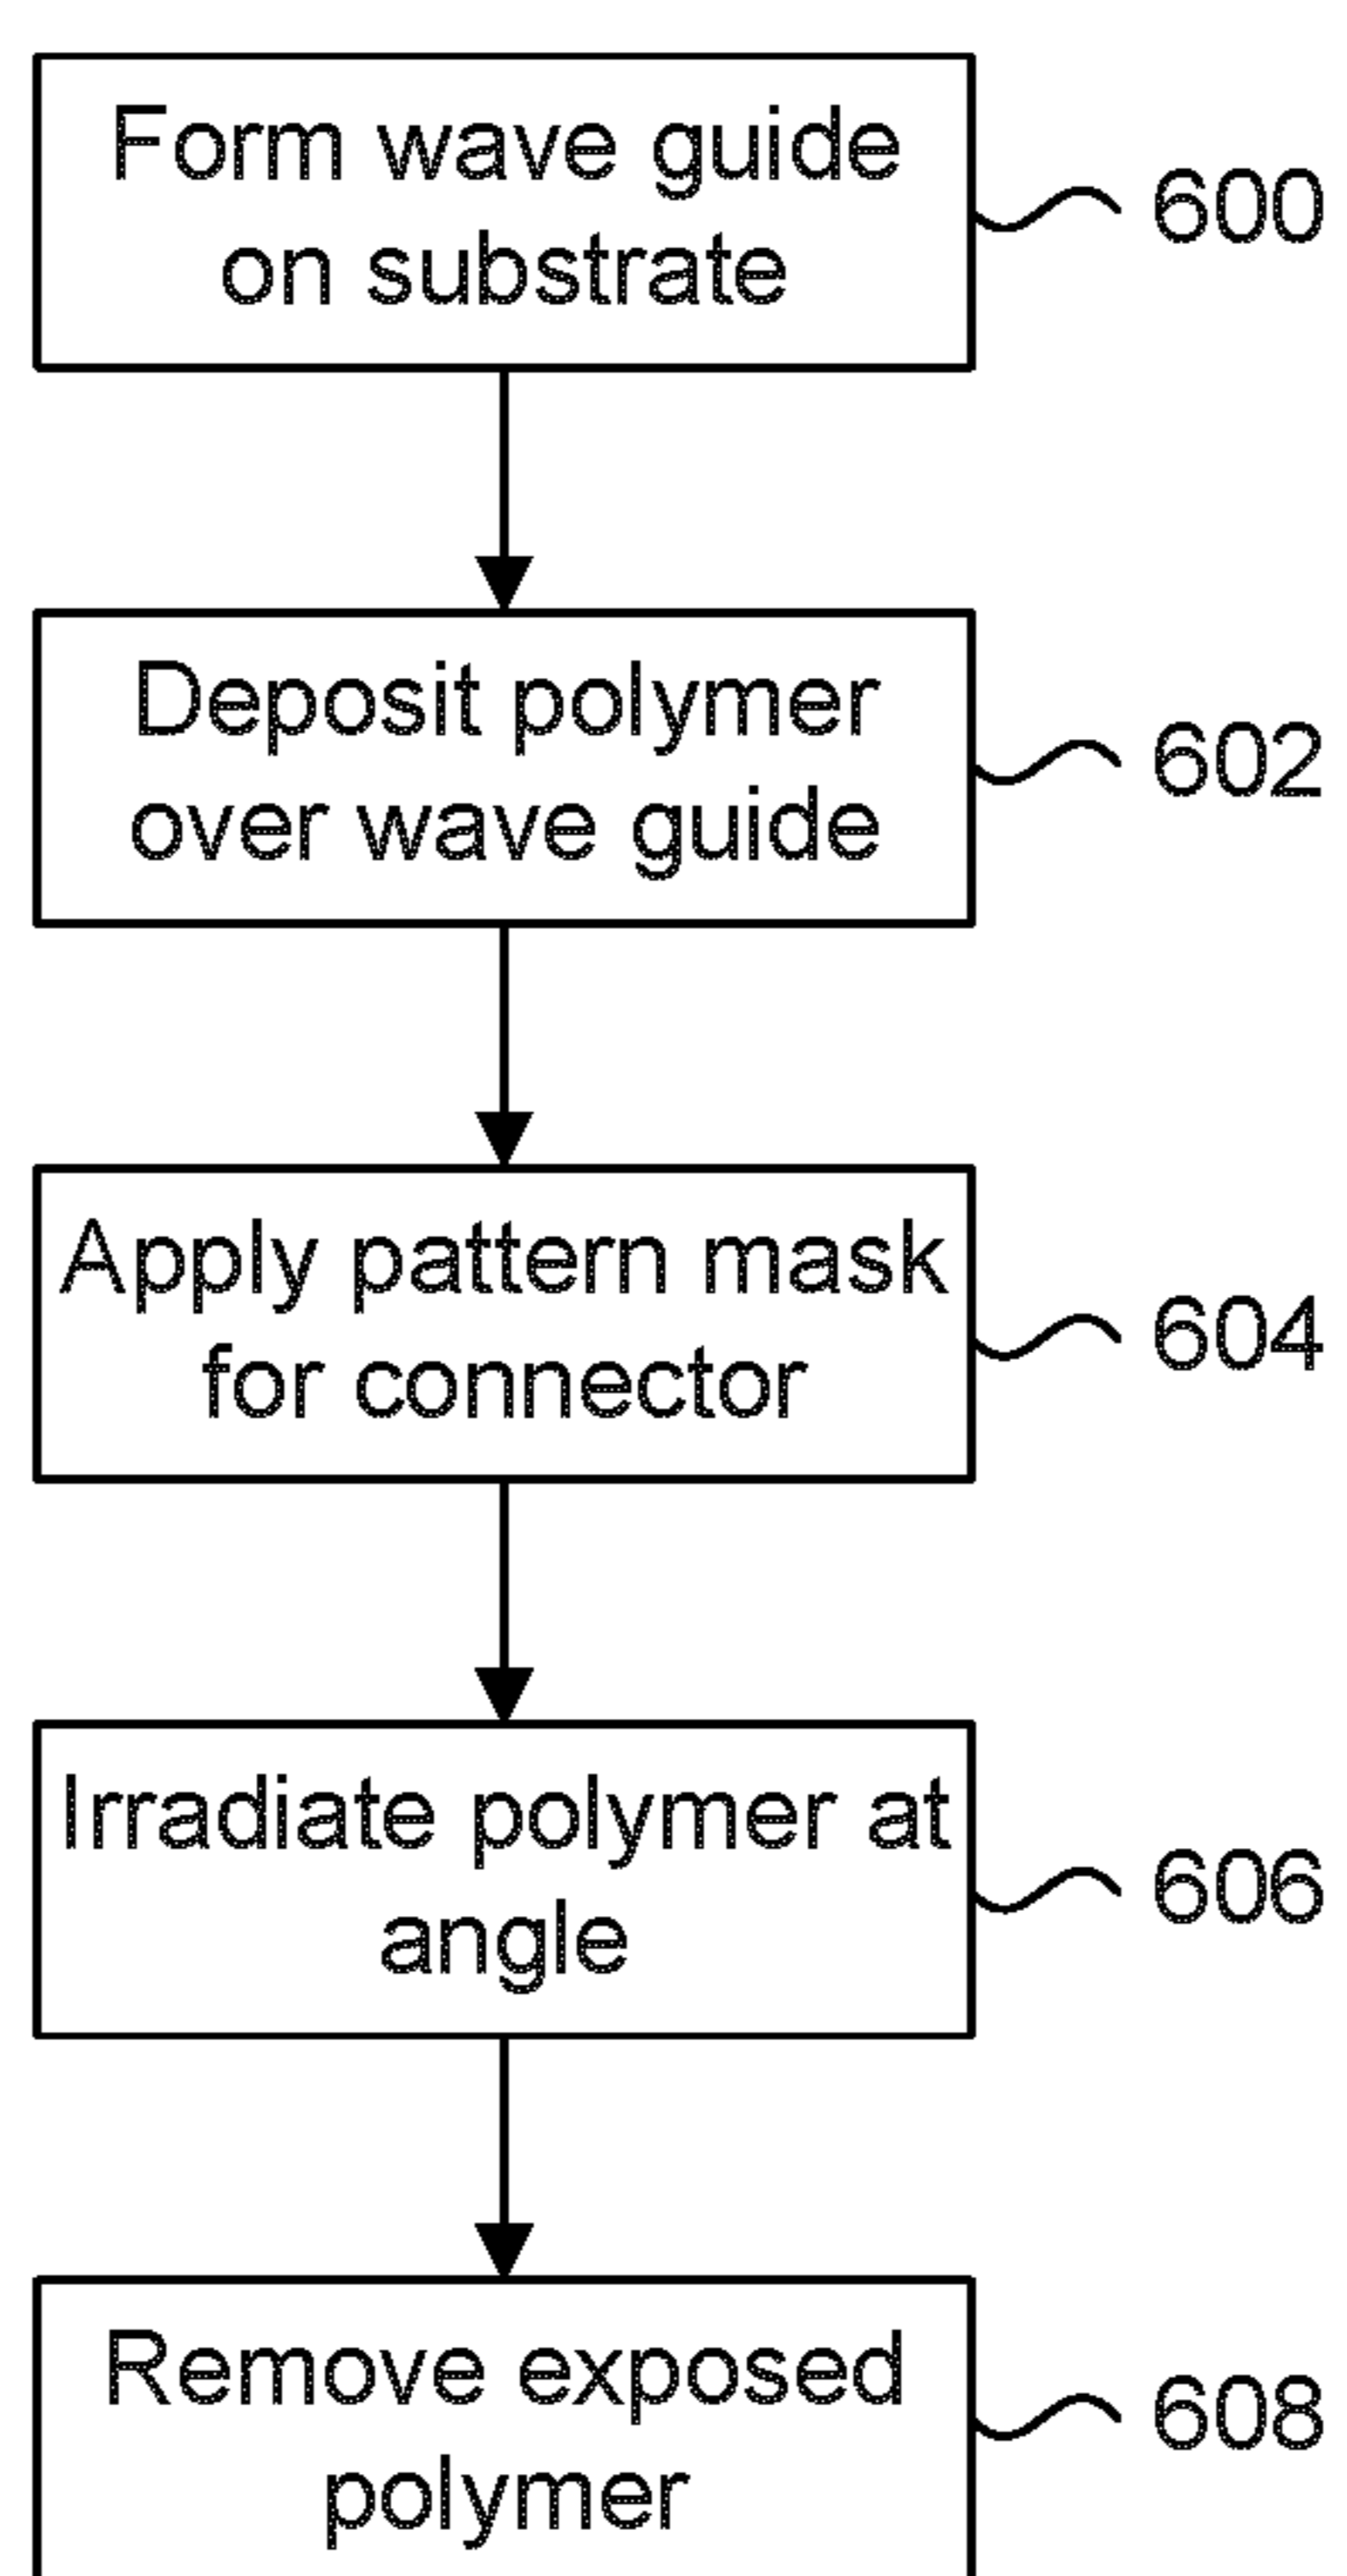 Form wave guide
on substrate
600
Deposit polymer
over wave guide
602
Apply pattern mask
for connector
604
Irradiate polymer at
angle
606
Remove exposed
polymer
608